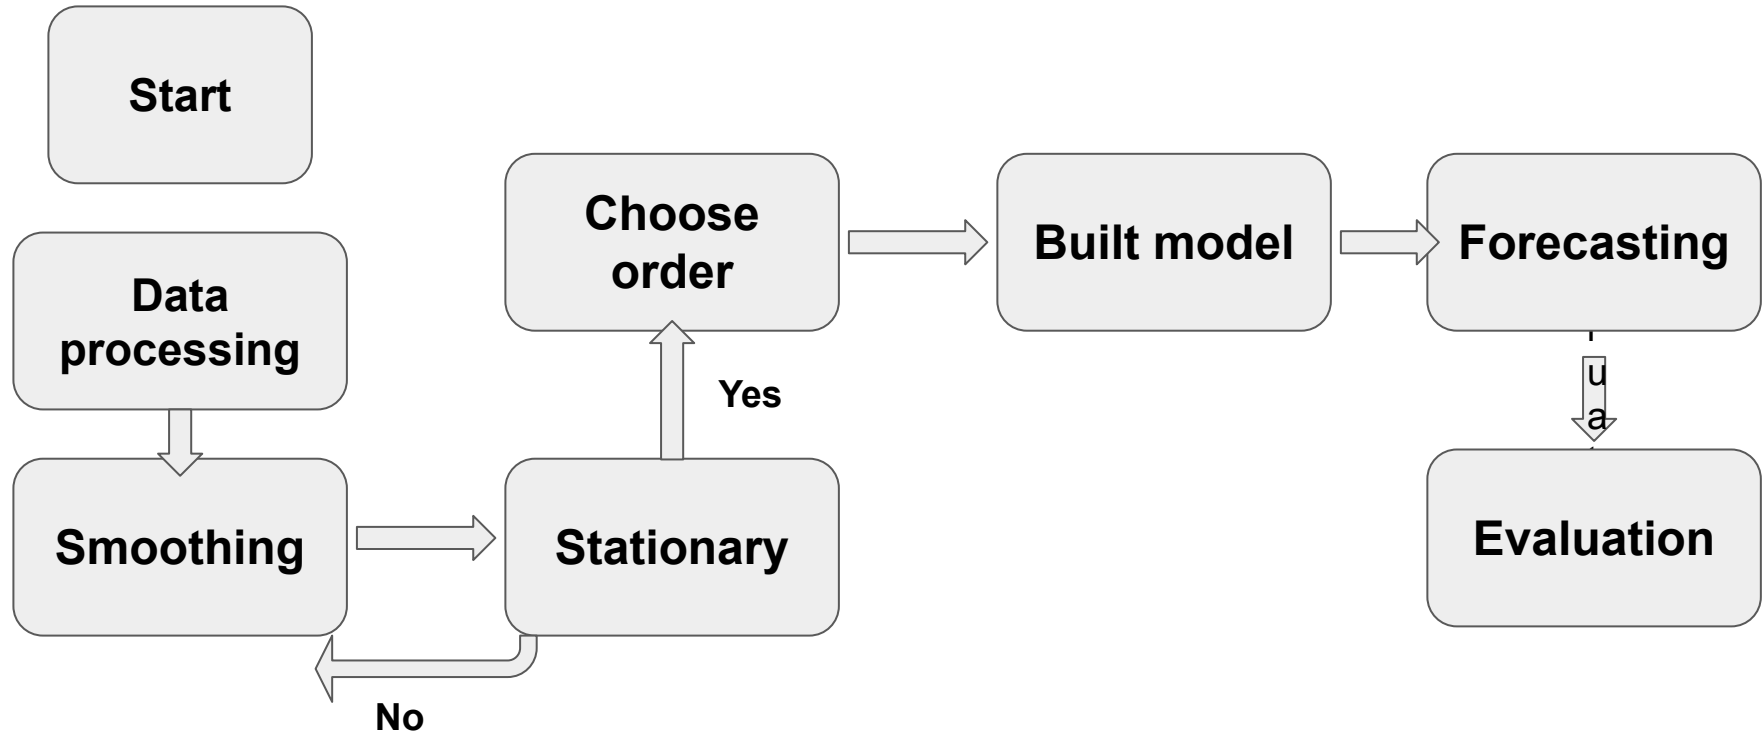 Start
Data
processing
Smoothing
Stationary
No
Yes
Choose
order
Built model
Forecasting
u
a
Evaluation